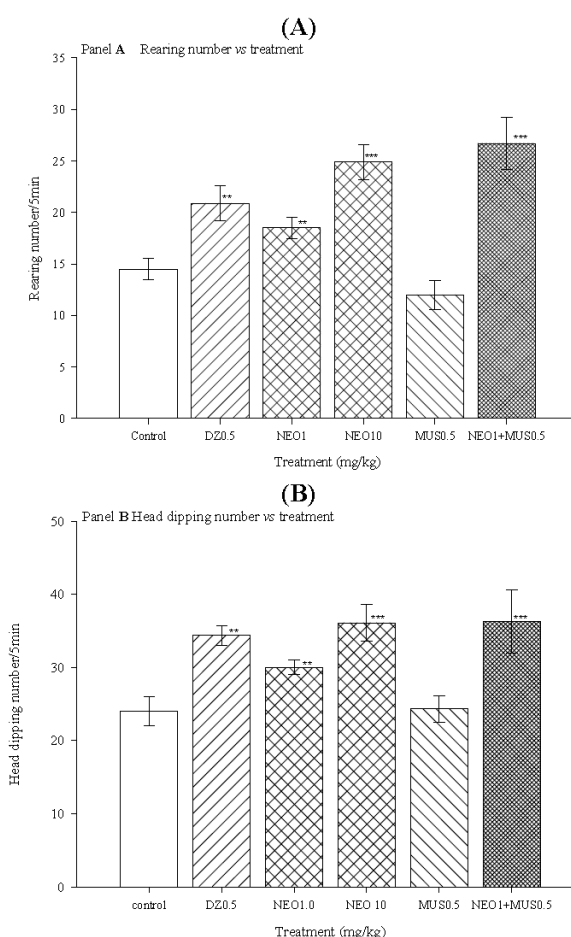 (A)
Panel A Rearing number vs treatment
35
30
25
20
15
10
5
0
Rearing number/5min
**
**
***
***
Control DZ0.5 NEO1 NEO10 MUS0.5 NEO1+MUS0.5
Treatment (mg/kg)
(B)
Panel B Head dipping number vs treatment
50
40
30
20
10
0
Head dipping number/5min
**
**
***
***
control DZ0.5 NEO1.0 NEO 10 MUS0.5 NEO1+MUS0.5
Treatment (mg/kg)